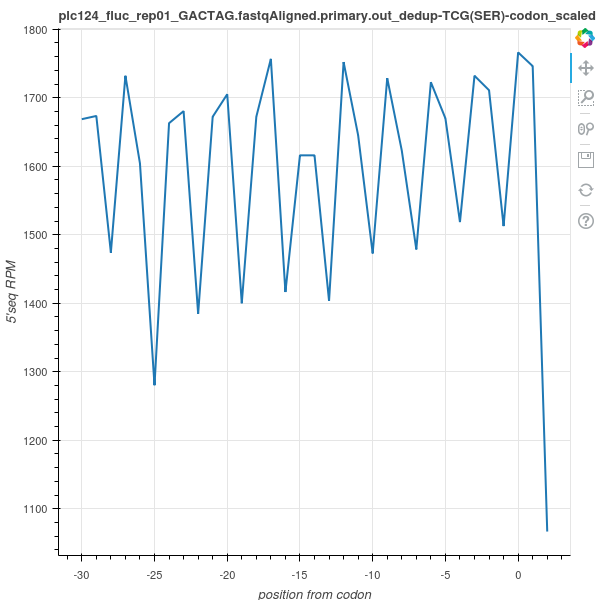 plc124_fluc_rep01_GACTAG.fastqAligned.primary.out_dedup-TCG(SER)-codon_scaled
1800
1700
1600
1500
1400
1300
1200
1100
5'seq RPM
-30 -25 -20 -15 -10 -5 0
position from codon
?